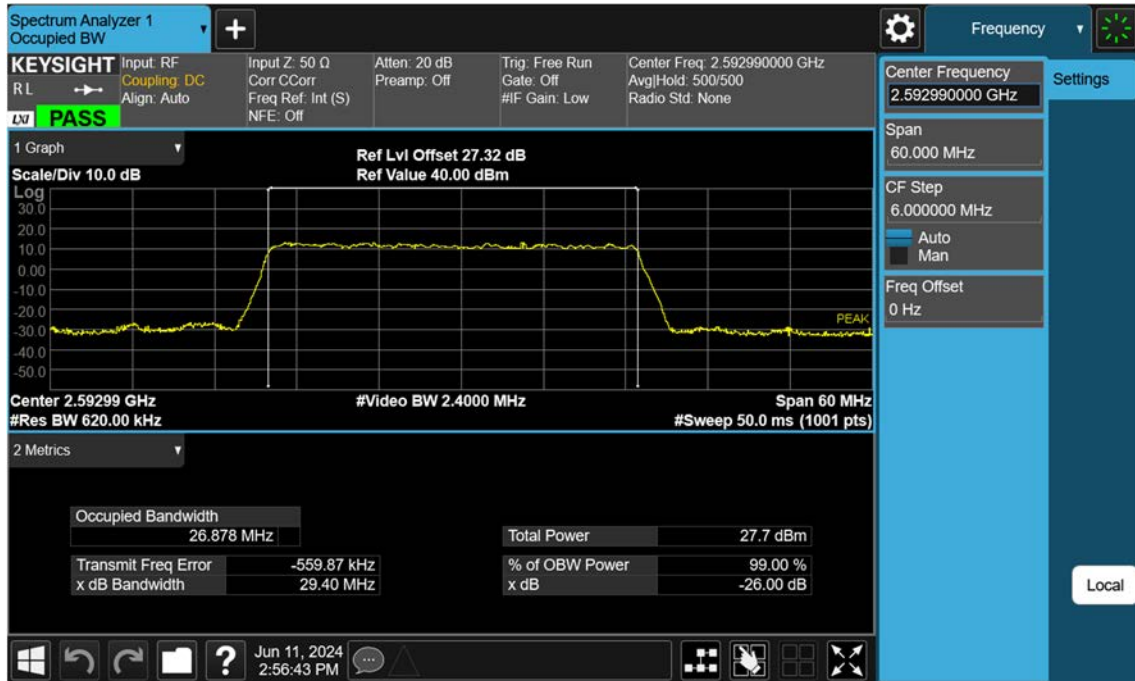 Spectrum Analyzer 1
Occupied BW
+
Frequency
KEYSIGHT
RL
LXI PASS
Input: RF
Coupling: DC
Align: Auto
Input Z: 50 Ω
Corr CCorr
Freq Ref: Int (S)
NFE: Off
Atten: 20 dB
Preamp: Off
Trig: Free Run
Gate: Off
#IF Gain: Low
Center Freq: 2.592990000 GHz
Avg|Hold: 500/500
Radio Std: None
Center Frequency
2.592990000 GHz
Settings
Span
60.000 MHz
CF Step
6.000000 MHz
Auto
Man
Freq Offset
0 Hz
1 Graph
Scale/Div 10.0 dB
Ref Lvl Offset 27.32 dB
Ref Value 40.00 dBm
Log
30.0
20.0
10.0
0.00
-10.0
-20.0
-30.0
-40.0
-50.0
PEAK
Center 2.59299 GHz
#Video BW 2.4000 MHz
Span 60 MHz
#Res BW 620.00 kHz
#Sweep 50.0 ms (1001 pts)
2 Metrics
Occupied Bandwidth
26.878 MHz
Total Power 27.7 dBm
Transmit Freq Error -559.87 kHz
% of OBW Power 99.00 %
x dB Bandwidth 29.40 MHz
x dB -26.00 dB
Local
?
Jun 11, 2024
2:56:43 PM